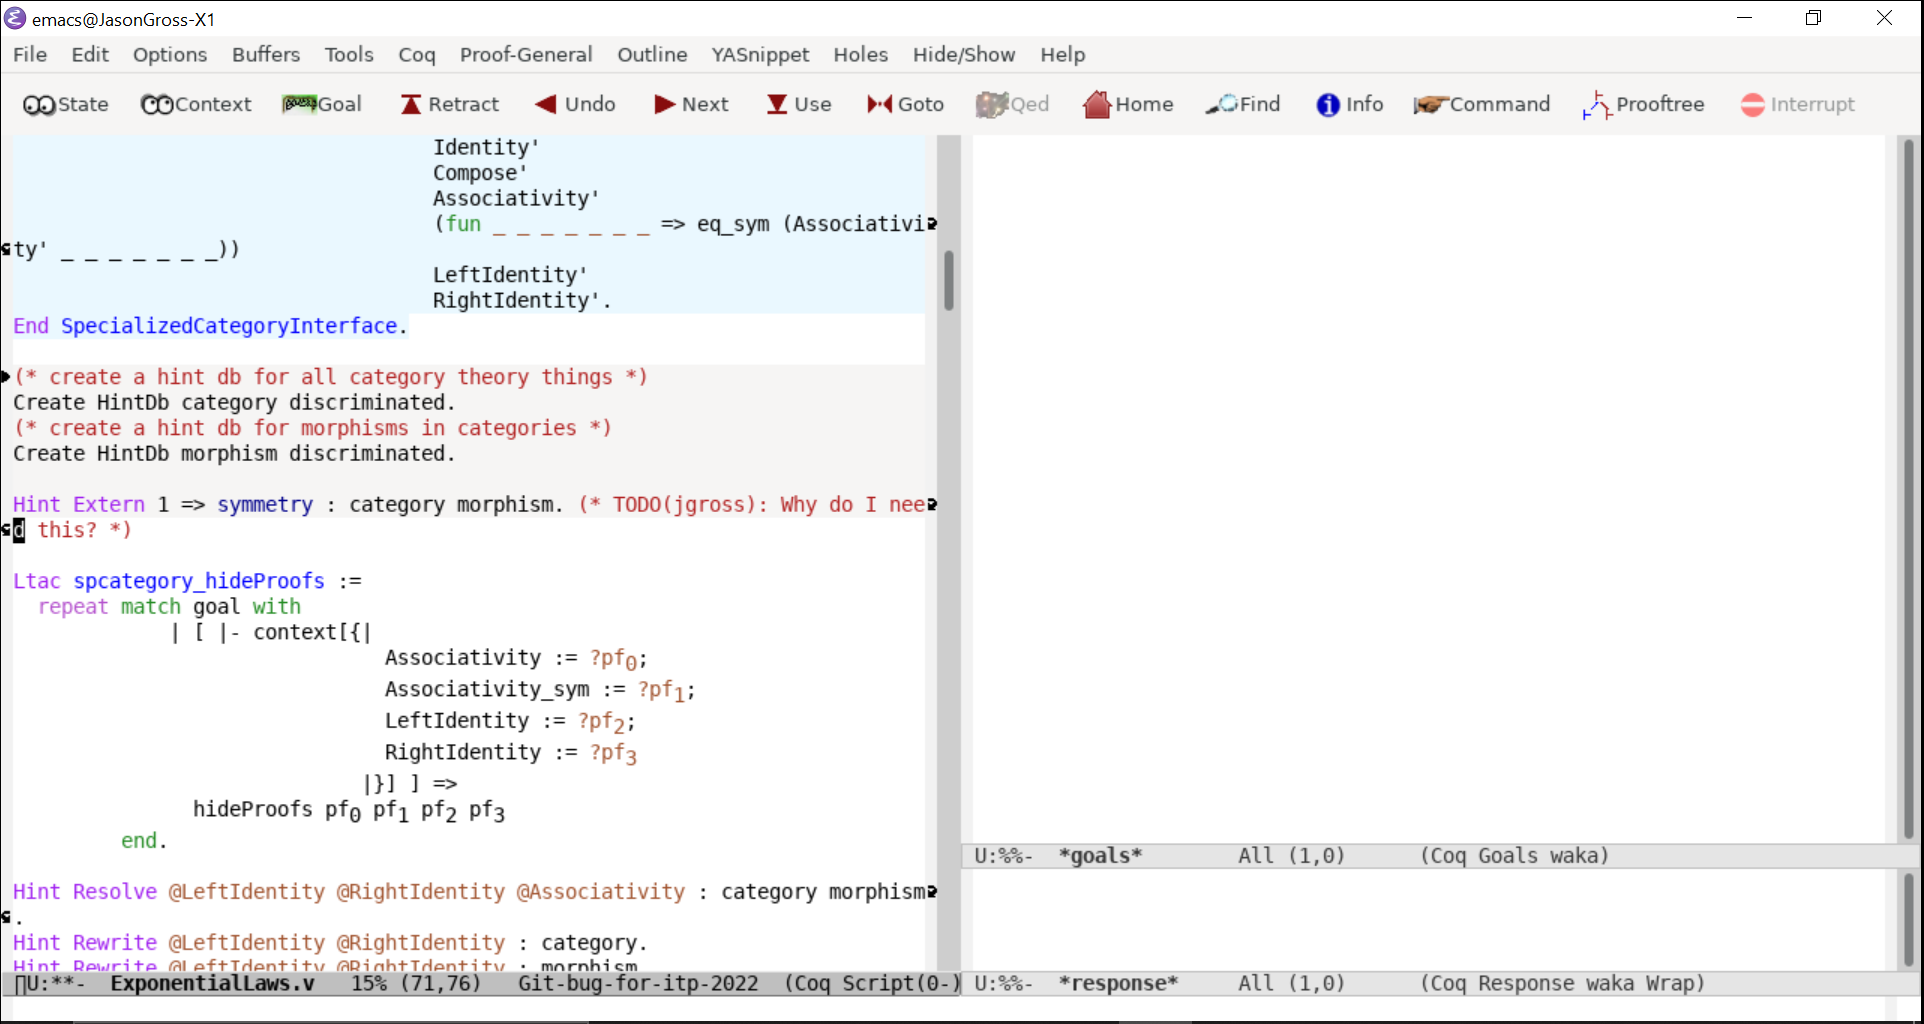 emacs@JasonGross-X1
File Edit Options Buffers Tools Coq Proof-General Outline YASnippet Holes Hide/Show Help
State Context Goal Retract Undo Next Use Goto Qed Home Find Info Command Prooftree Interrupt
Identity'
Compose'
Associativity'
(fun _ _ _ _ _ _ _ => eq_sym (Associativi
ty' _ _ _ _ _ _ _))
LeftIdentity'
RightIdentity'.
End SpecializedCategoryInterface.
(* create a hint db for all category theory things *)
Create HintDb category discriminated.
(* create a hint db for morphisms in categories *)
Create HintDb morphism discriminated.
Hint Extern 1 => symmetry : category morphism. (* TODO(jgross): Why do I nee
d this? *)
Ltac spcategory_hideProofs :=
repeat match goal with
| [ |- context[{|
Associativity := ?pf0;
Associativity_sym := ?pf1;
LeftIdentity := ?pf2;
RightIdentity := ?pf3
|}] ] =>
hideProofs pf0 pf1 pf2 pf3
end.
Hint Resolve @LeftIdentity @RightIdentity @Associativity : category morphism
.
Hint Rewrite @LeftIdentity @RightIdentity : category.
Hint Rewrite @LeftIdentity @RightIdentity : morphism
U:**- ExponentialLaws.v 15% (71,76) Git-bug-for-itp-2022 (Coq Script(0-)
U:%%- *goals* All (1,0) (Coq Goals waka)
U:%%- *response* All (1,0) (Coq Response waka Wrap)